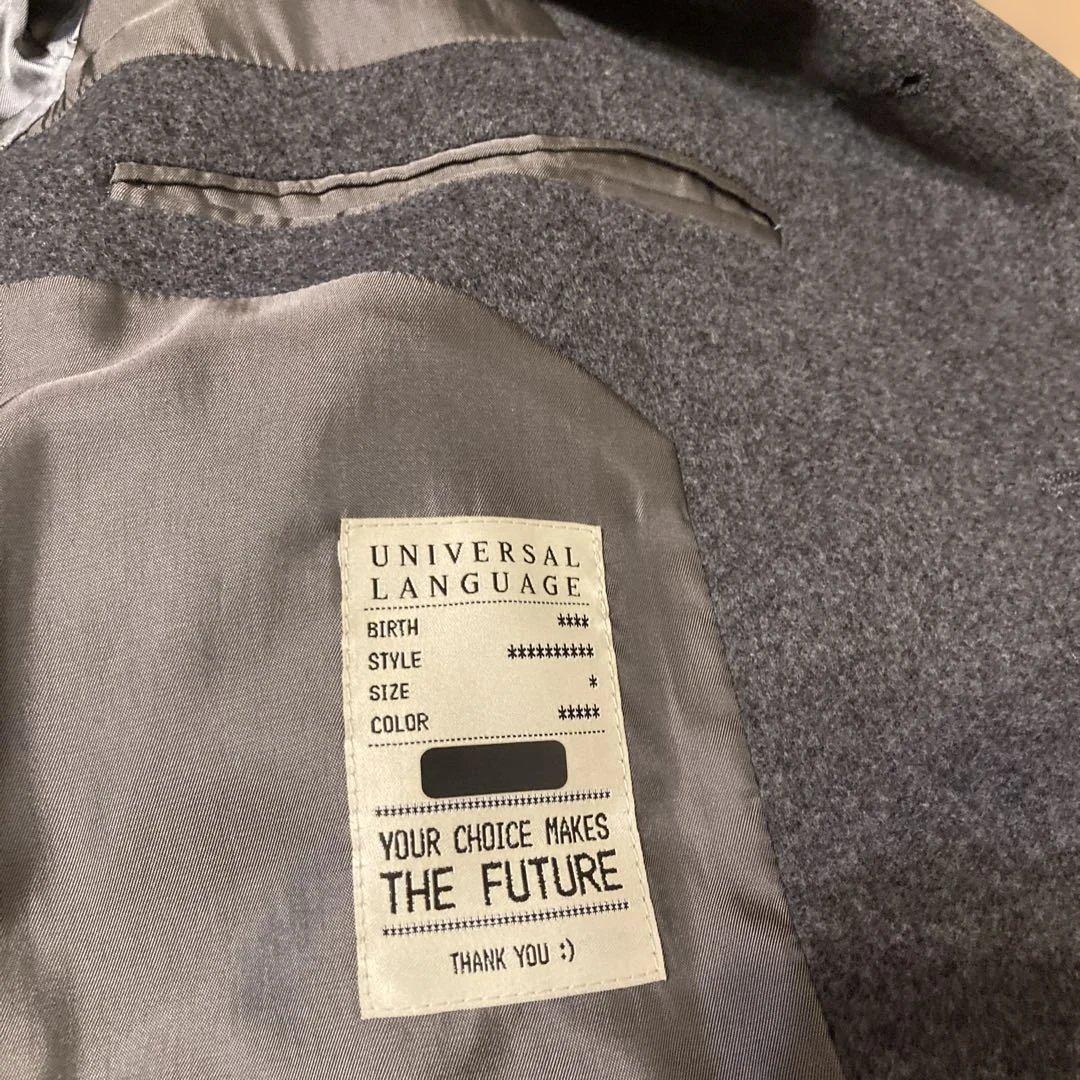 UNIVERSAL
LANGUAGE
BIRTH ****
STYLE **********
SIZE *
COLOR *****
YOUR CHOICE MAKES
THE FUTURE
THANK YOU :)